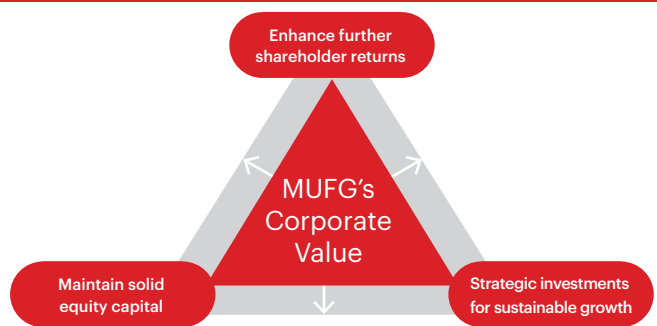 Enhance further
shareholder returns
MUFG's
Corporate
Value
Maintain solid
equity capital
Strategic investments
for sustainable growth